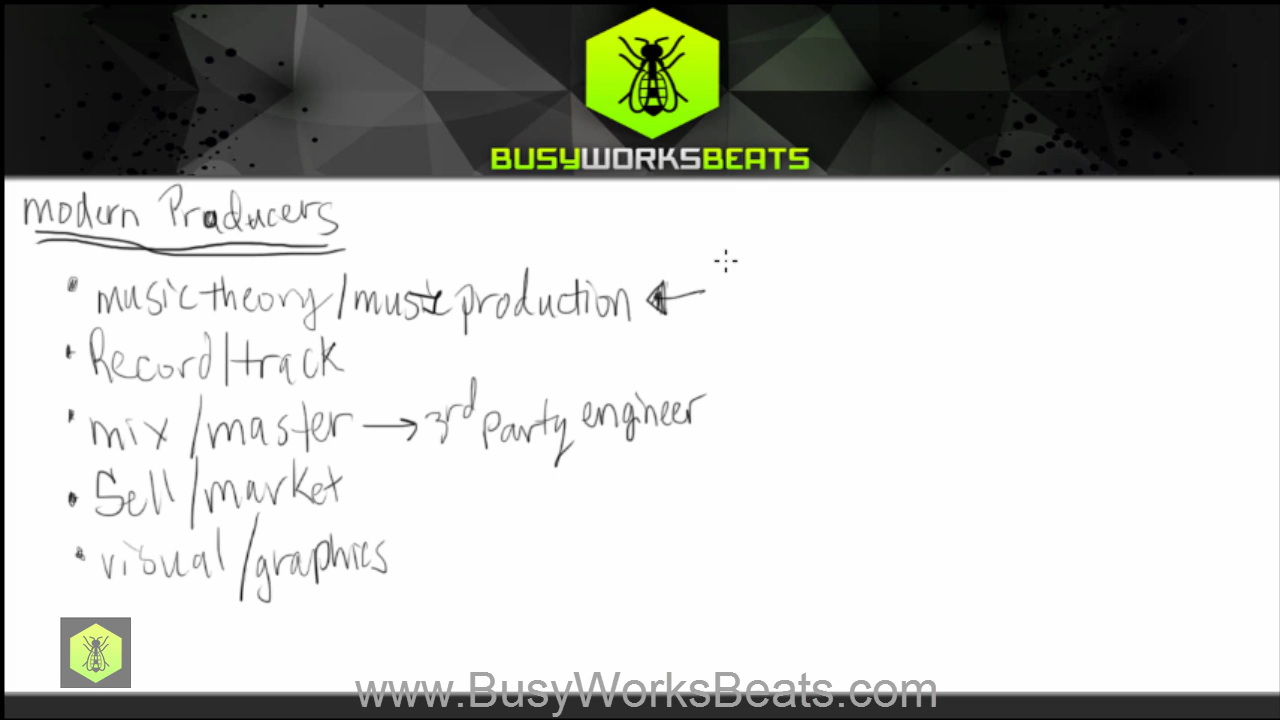 BUSYWORKSBEATS
modern Producers
• music theory/music production ←
• Record/track
• mix/master → 3rd party engineer
• Sell/market
• visual/graphics
www.BusyWorksBeats.com